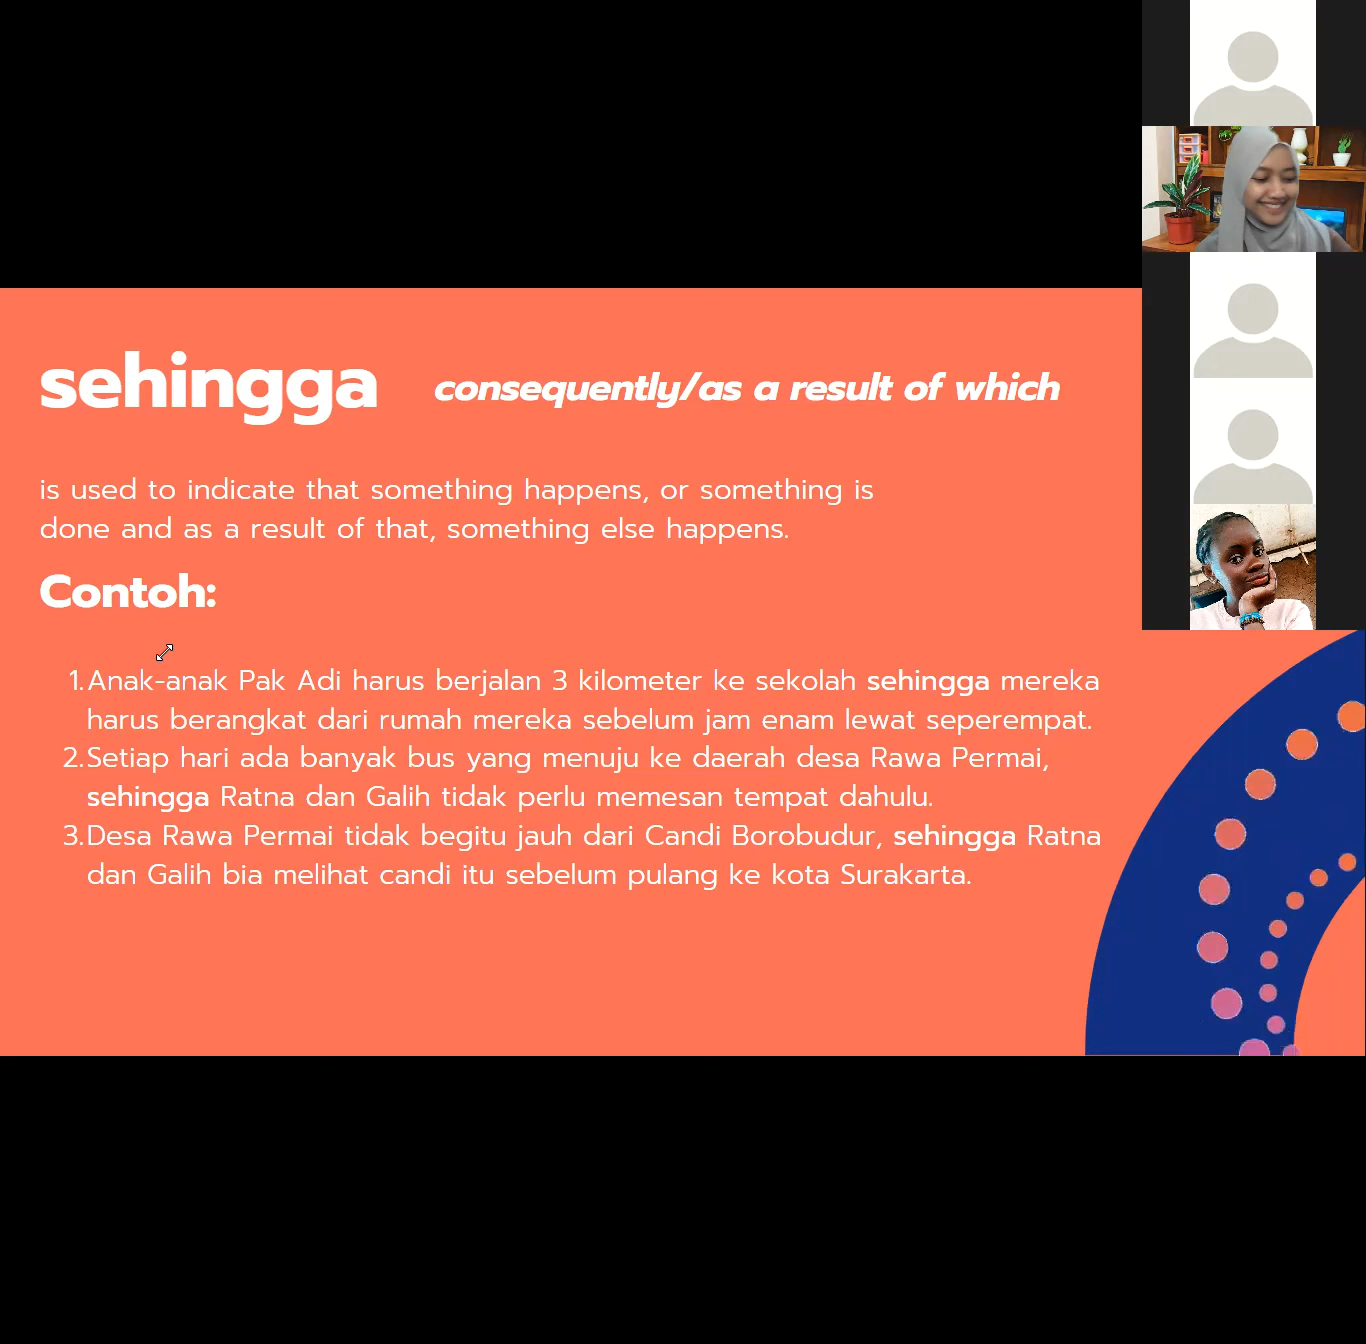 sehingga consequently/as a result of which
is used to indicate that something happens, or something is
done and as a result of that, something else happens.
Contoh:
1.Anak-anak Pak Adi harus berjalan 3 kilometer ke sekolah sehingga mereka
harus berangkat dari rumah mereka sebelum jam enam lewat seperempat.
2.Setiap hari ada banyak bus yang menuju ke daerah desa Rawa Permai,
sehingga Ratna dan Galih tidak perlu memesan tempat dahulu.
3.Desa Rawa Permai tidak begitu jauh dari Candi Borobudur, sehingga Ratna
dan Galih bia melihat candi itu sebelum pulang ke kota Surakarta.